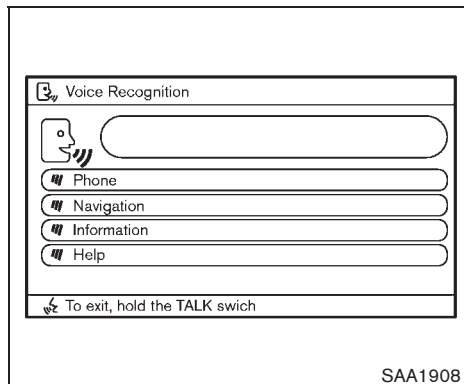 Voice Recognition
Phone
Navigation
Information
Help
To exit, hold the TALK swich
SAA1908